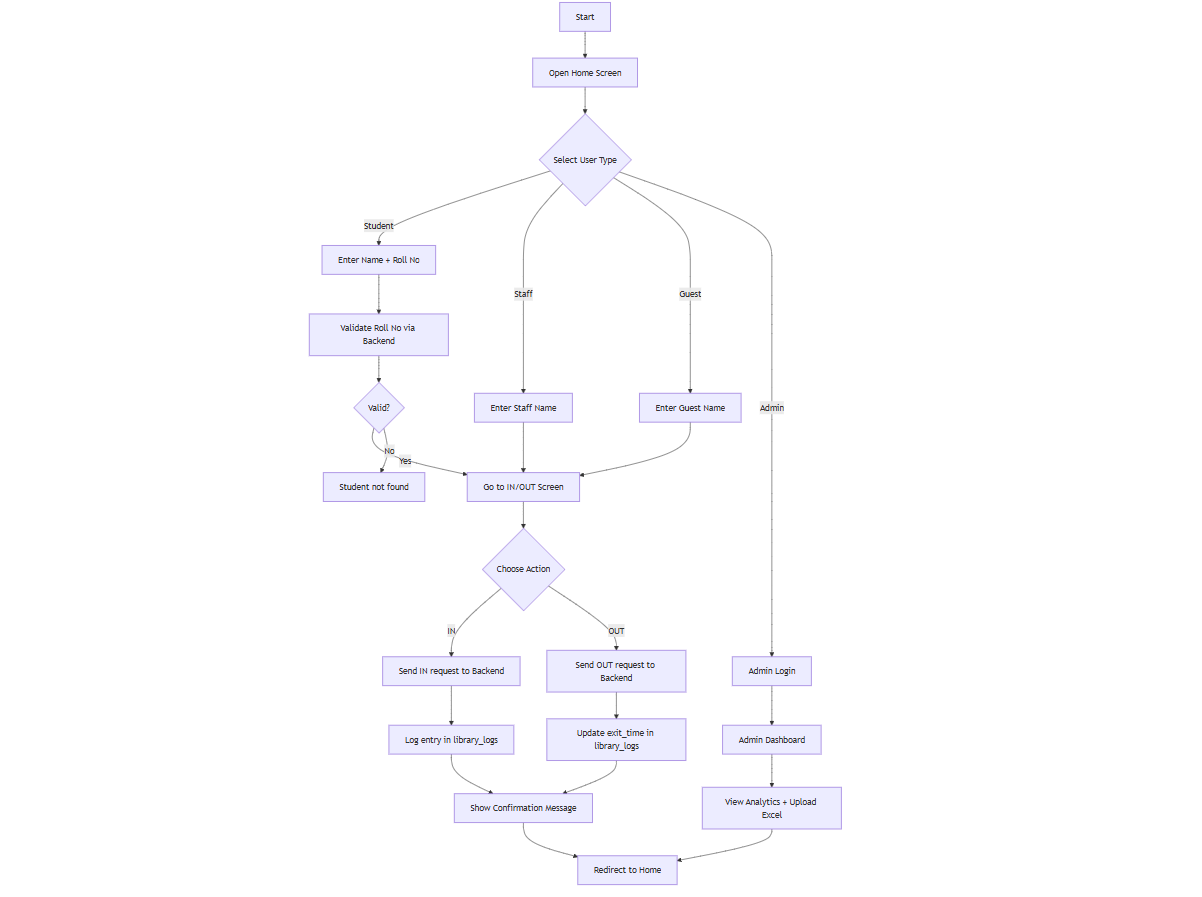 Start
Open Home Screen
Select User Type
Student
Enter Name + Roll No
Staff
Guest
Validate Roll No via
Backend
Valid?
Enter Staff Name
Enter Guest Name
Admin
No
Yes
Student not found
Go to IN/OUT Screen
Choose Action
IN
OUT
Send IN request to Backend
Send OUT request to
Backend
Admin Login
Log entry in library_logs
Update exit_time in
library_logs
Admin Dashboard
Show Confirmation Message
View Analytics + Upload
Excel
Redirect to Home